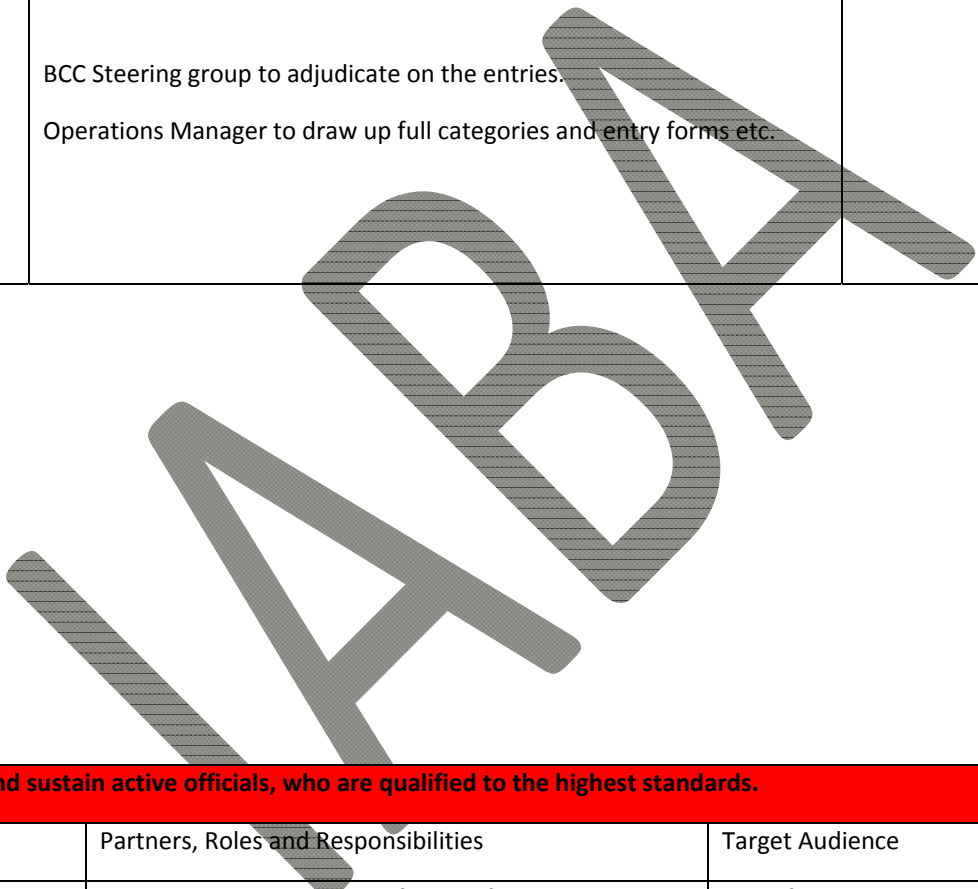 BCC Steering group to adjudicate on the entries.
Operations Manager to draw up full categories and entry forms etc.
IABA
nd sustain active officials, who are qualified to the highest standards.
Partners, Roles and Responsibilities
Target Audience